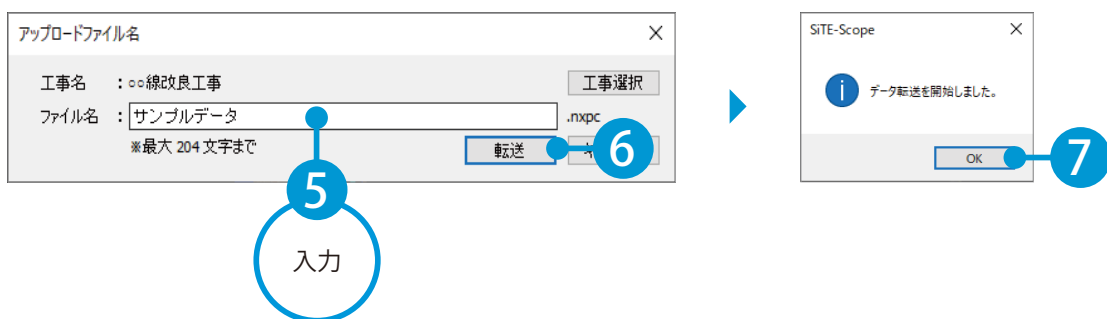 アップロードファイル名
工事名 :○○線改良工事 工事選択
ファイル名 :サンプルデータ .nxpc
※最大 204 文字まで 転送
5
6
入力
SiTE-Scope
データ転送を開始しました。
OK
7